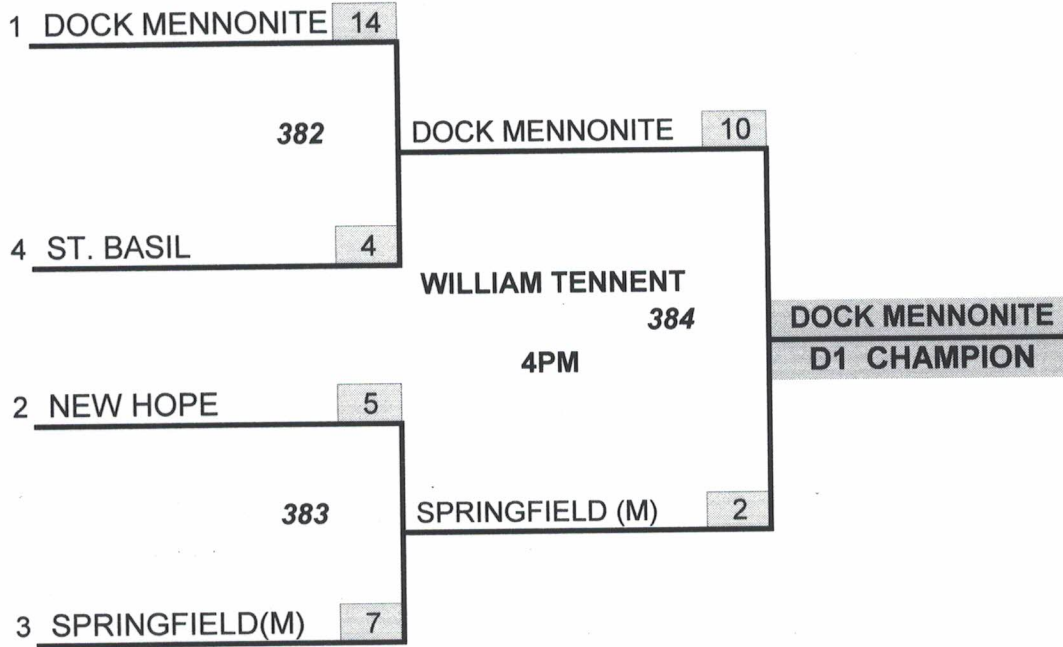 1 DOCK MENNONITE 14
382
4 ST. BASIL 4
2 NEW HOPE 5
383
3 SPRINGFIELD(M) 7
DOCK MENNONITE 10
WILLIAM TENNENT
384
4PM
SPRINGFIELD (M) 2
DOCK MENNONITE
D1 CHAMPION